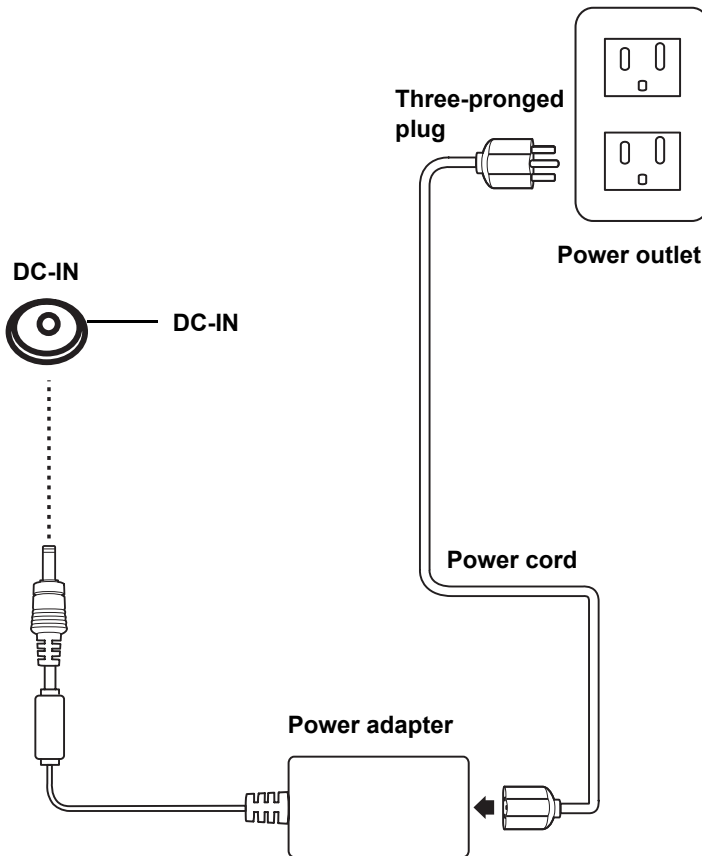 Three-pronged
plug
Power outlet
DC-IN
DC-IN
Power cord
Power adapter